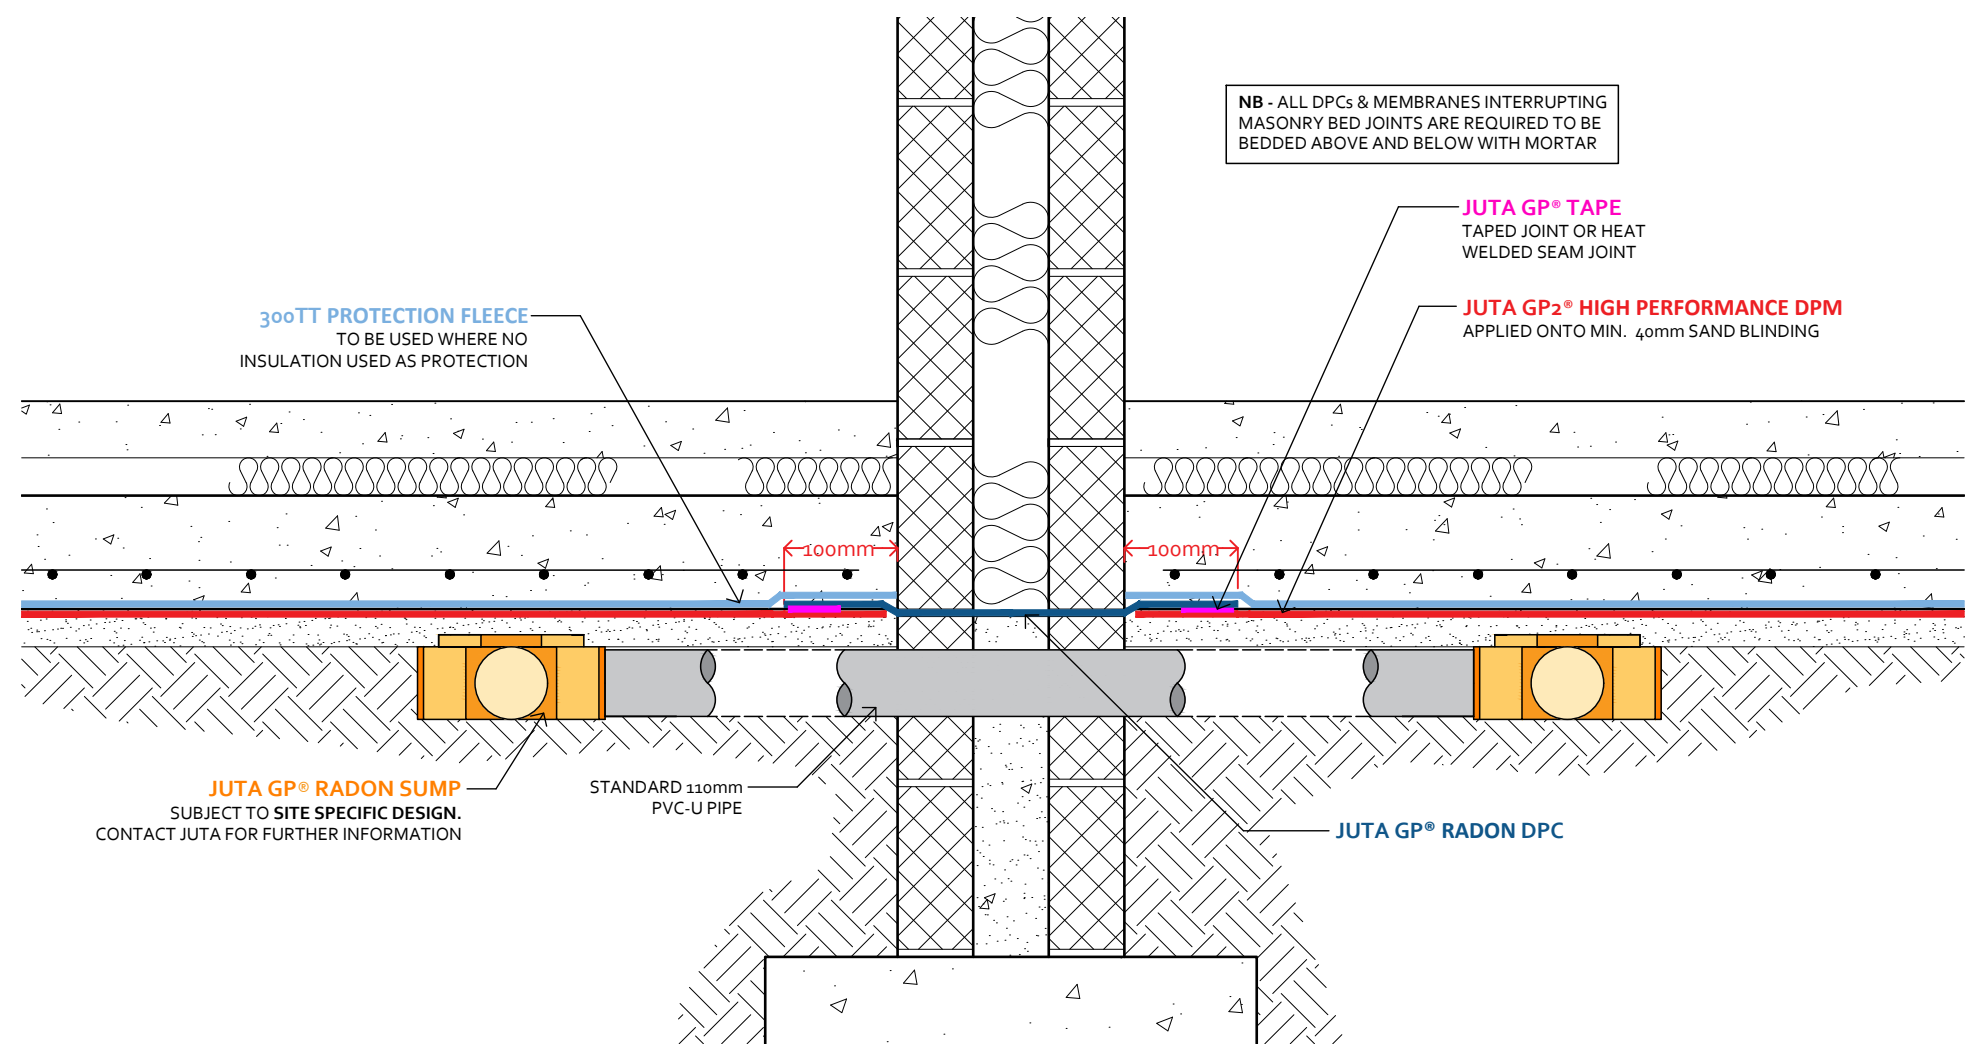 NB - ALL DPCs & MEMBRANES INTERRUPTING
MASONRY BED JOINTS ARE REQUIRED TO BE
BEDDED ABOVE AND BELOW WITH MORTAR
JUTA GP® TAPE
TAPED JOINT OR HEAT
WELDED SEAM JOINT
300TT PROTECTION FLEECE
TO BE USED WHERE NO
INSULATION USED AS PROTECTION
JUTA GP2® HIGH PERFORMANCE DPM
APPLIED ONTO MIN. 40mm SAND BLINDING
100mm
100mm
JUTA GP® RADON SUMP
SUBJECT TO SITE SPECIFIC DESIGN.
CONTACT JUTA FOR FURTHER INFORMATION
STANDARD 110mm
PVC-U PIPE
JUTA GP® RADON DPC